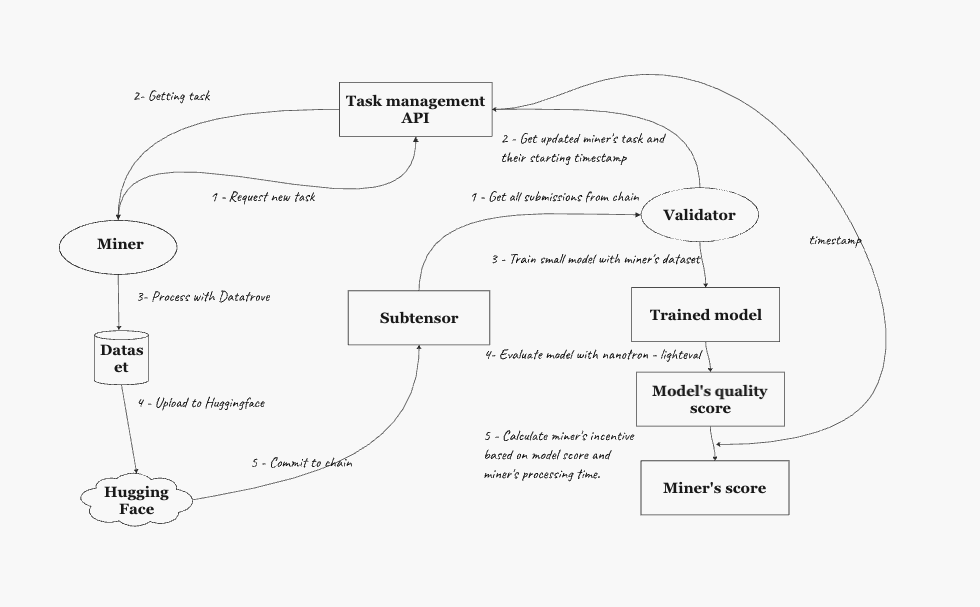 2- Getting task
Task management
API
2 - Get updated miner's task and
their starting timestamp
1 - Request new task
1 - Get all submissions from chain
Validator
Miner
timestamp
3 - Train small model with miner's dataset
3- Process with Datatrove
Subtensor
Trained model
Datas
et
4- Evaluate model with nanotron - lighteval
4 - Upload to Huggingface
Model's quality
score
5 - Calculate miner's incentive
based on model score and
miner's processing time.
5 - Commit to chain
Hugging
Face
Miner's score